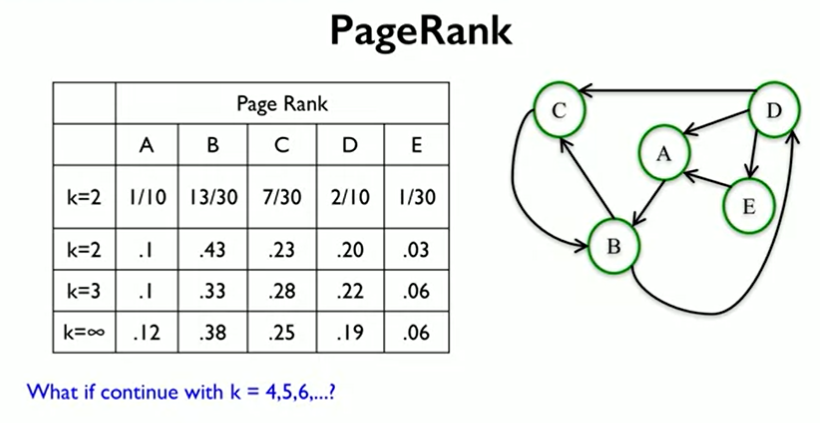 PageRank
Page Rank
A B C D E
k=2 1/10 13/30 7/30 2/10 1/30
k=2 .1 .43 .23 .20 .03
k=3 .1 .33 .28 .22 .06
k=∞ .12 .38 .25 .19 .06
C
D
A
E
B
What if continue with k = 4,5,6,...?